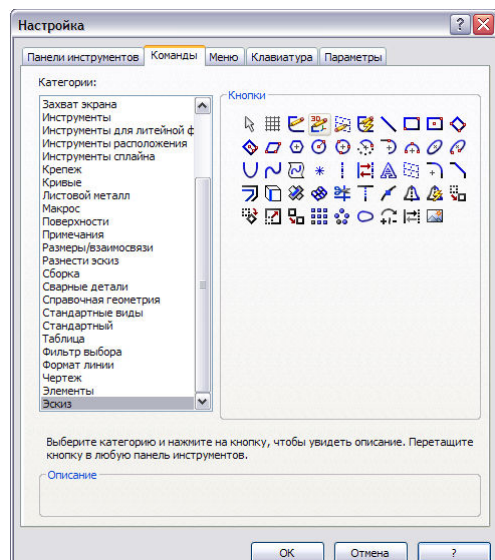 Настройка
Панели инструментов Команды Меню Клавиатура Параметры
Категории:
Захват экрана
Инструменты
Инструменты для литейной ф
Инструменты расположения
Инструменты сплайна
Крепеж
Кривые
Листовой металл
Макрос
Поверхности
Примечания
Размеры/взаимосвязи
Разнести эскиз
Сборка
Сварные детали
Справочная геометрия
Стандартные виды
Стандартный
Таблица
Фильтр выбора
Формат линии
Чертеж
Элементы
Эскиз
Кнопки
3D
Выберите категорию и нажмите на кнопку, чтобы увидеть описание. Перетащите
кнопку в любую панель инструментов.
Описание
OK Отмена ?